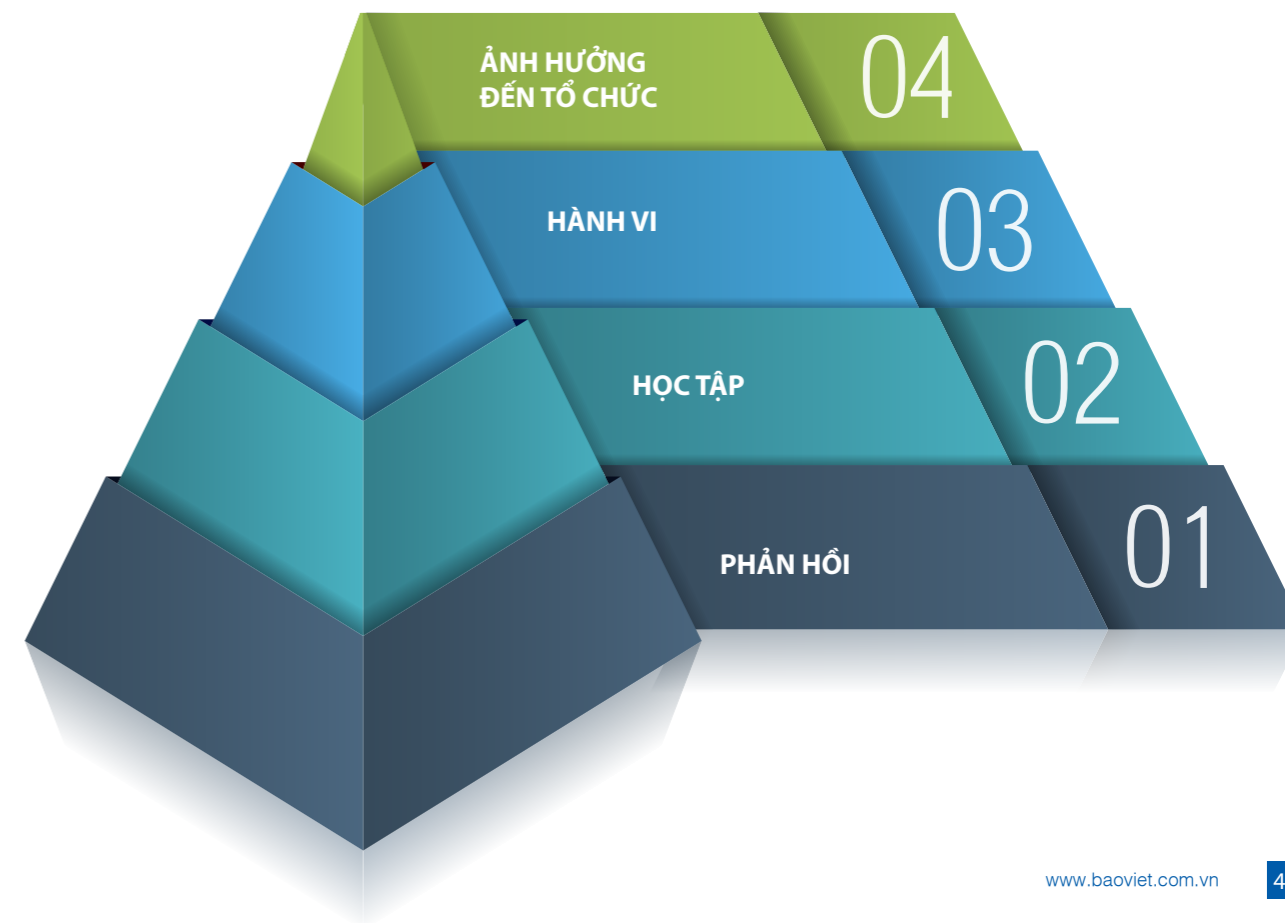 ẢNH HƯỞNG
ĐẾN TỔ CHỨC
04
HÀNH VI
03
HỌC TẬP
02
PHẢN HỒI
01
www.baoviet.com.vn
4